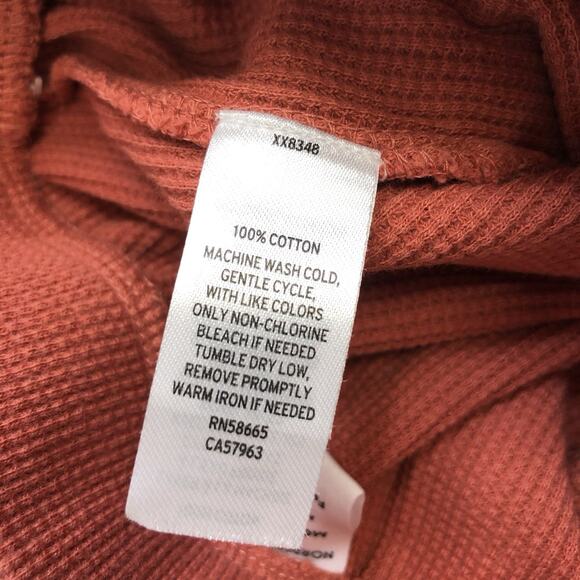 XX8348
100% COTTON
MACHINE WASH COLD,
GENTLE CYCLE,
WITH LIKE COLORS
ONLY NON-CHLORINE
BLEACH IF NEEDED
TUMBLE DRY LOW,
REMOVE PROMPTLY
WARM IRON IF NEEDED
RN58665
CA57963